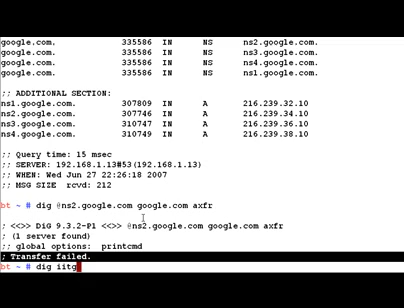 google.com. 335586 IN NS ns2.google.com.
google.com. 335586 IN NS ns3.google.com.
google.com. 335586 IN NS ns4.google.com.
google.com. 335586 IN NS ns1.google.com.
;; ADDITIONAL SECTION:
ns1.google.com. 307809 IN A 216.239.32.10
ns2.google.com. 307746 IN A 216.239.34.10
ns3.google.com. 310747 IN A 216.239.36.10
ns4.google.com. 310749 IN A 216.239.38.10
;; Query time: 15 msec
;; SERVER: 192.168.1.13#53(192.168.1.13)
;; WHEN: Wed Jun 27 22:26:18 2007
;; MSG SIZE rcvd: 212
bt ~ # dig @ns2.google.com google.com axfr
; <<>> DiG 9.3.2-P1 <<>> @ns2.google.com google.com axfr
; (1 server found)
;; global options: printcmd
; Transfer failed.
bt ~ # dig iitg